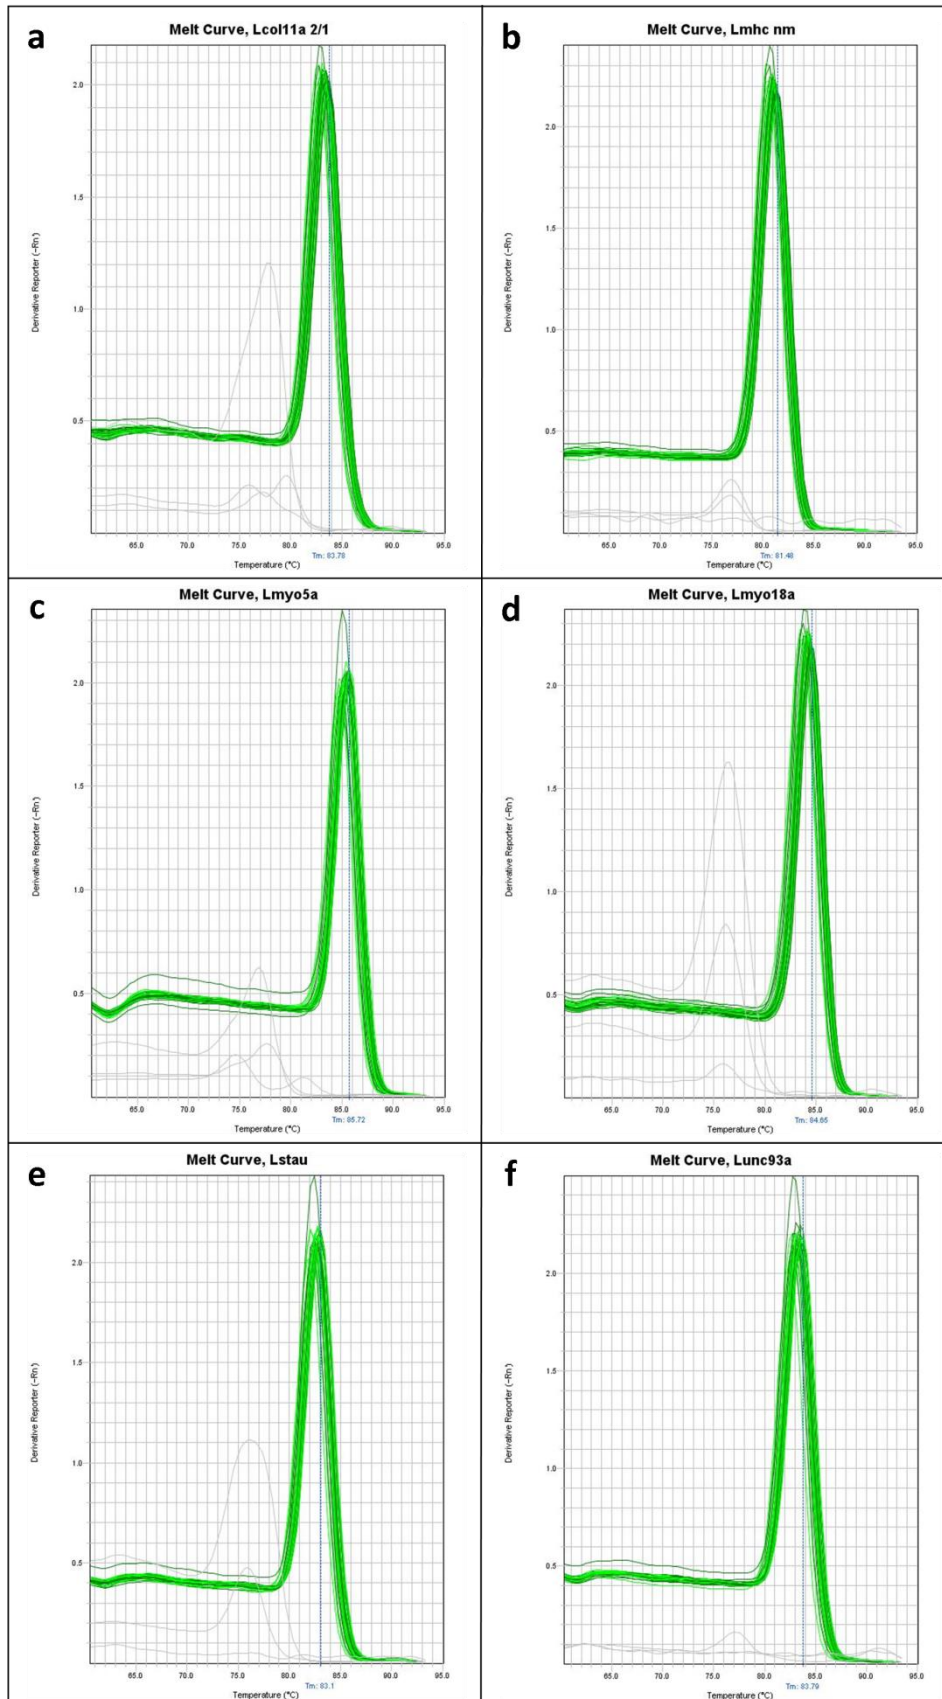 a
Melt Curve, Lcol11a 2/1
2.0
1.5
1.0
0.5
Derivative Reporter (-Rn')
65.0 70.0 75.0 80.0 85.0 90.0 95.0
Tm: 83.78
Temperature (°C)
b
Melt Curve, Lmhc nm
2.0
1.5
1.0
0.5
Derivative Reporter (-Rn')
65.0 70.0 75.0 80.0 85.0 90.0 95.0
Tm: 81.48
Temperature (°C)
c
Melt Curve, Lmyo5a
2.0
1.5
1.0
0.5
Derivative Reporter (-Rn')
65.0 70.0 75.0 80.0 85.0 90.0 95.0
Tm: 85.72
Temperature (°C)
d
Melt Curve, Lmyo18a
2.0
1.5
1.0
0.5
Derivative Reporter (-Rn')
65.0 70.0 75.0 80.0 85.0 90.0 95.0
Tm: 84.65
Temperature (°C)
e
Melt Curve, Lstau
2.0
1.5
1.0
0.5
Derivative Reporter (-Rn')
65.0 70.0 75.0 80.0 85.0 90.0 95.0
Tm: 83.1
Temperature (°C)
f
Melt Curve, Lunc93a
2.0
1.5
1.0
0.5
Derivative Reporter (-Rn')
65.0 70.0 75.0 80.0 85.0 90.0 95.0
Tm: 83.79
Temperature (°C)